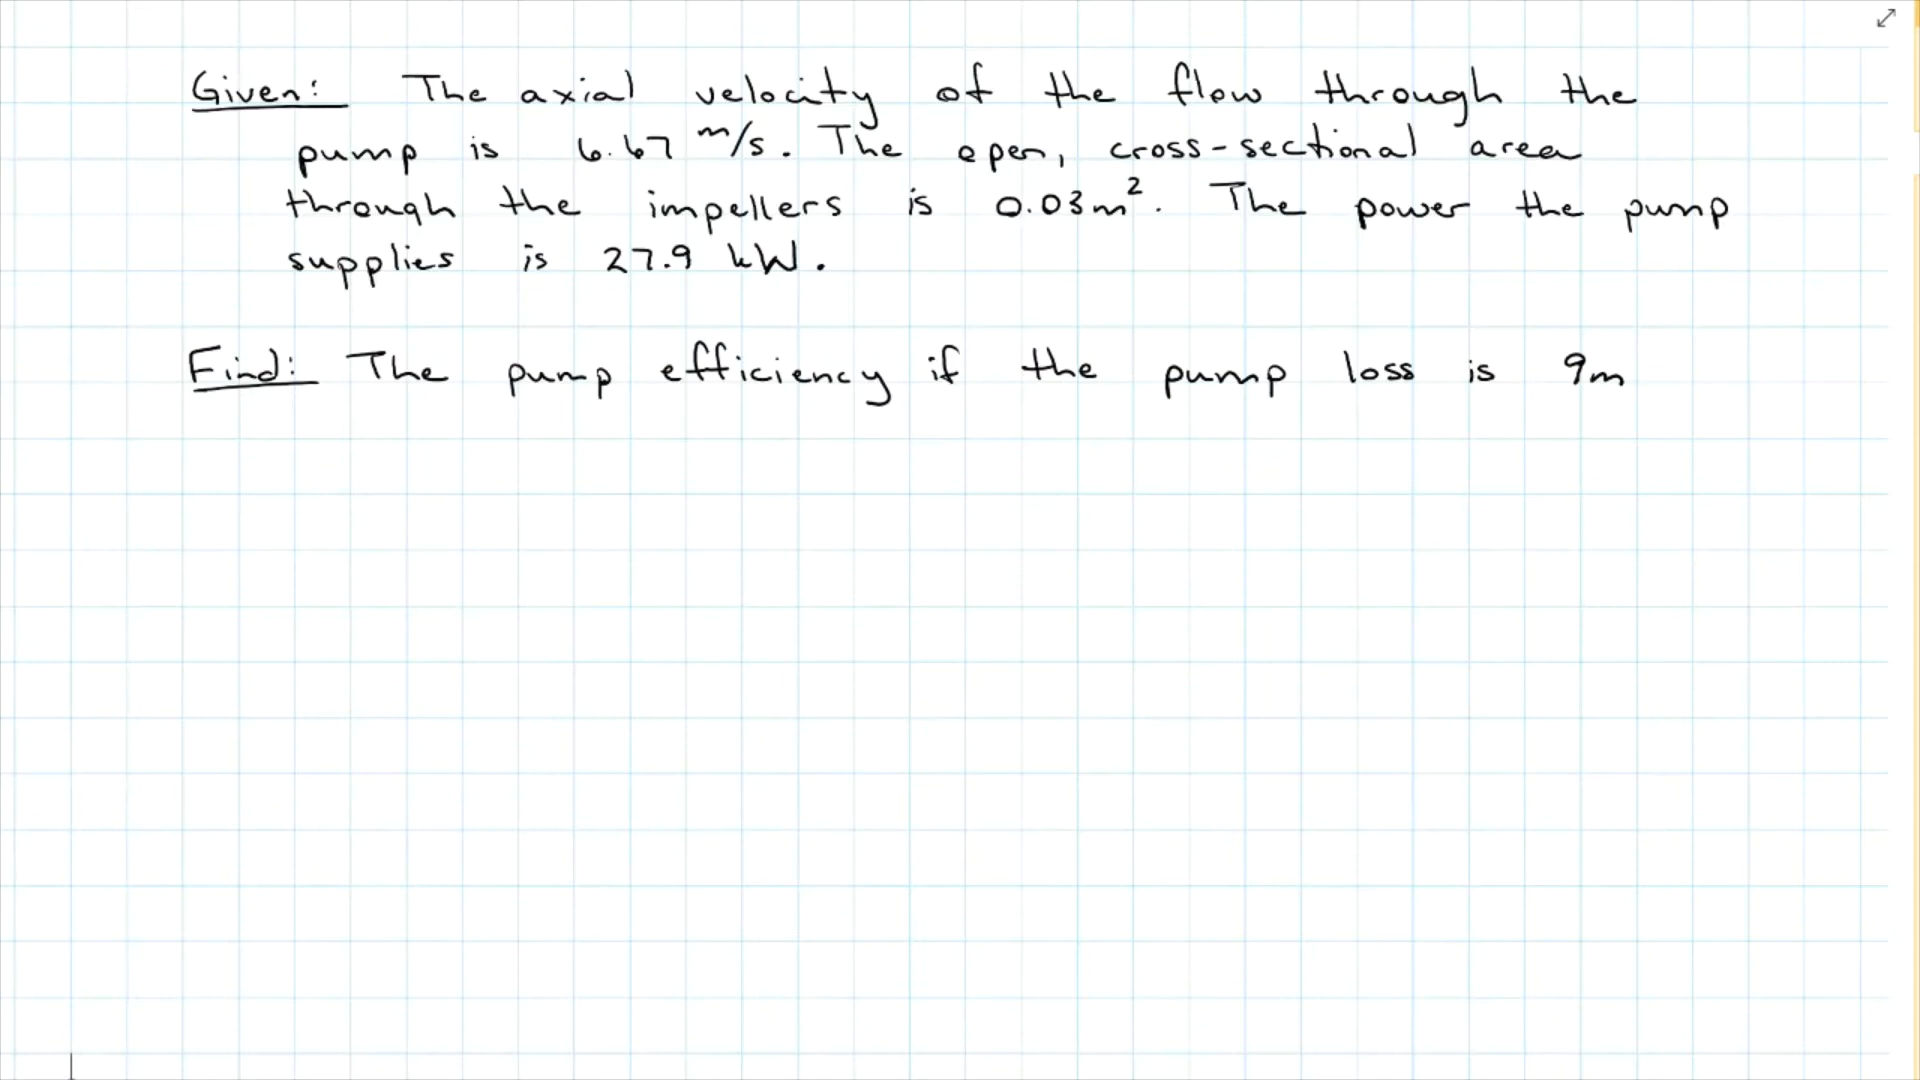 Given: The axial velocity of the flow through the
pump is 6.67 m/s. The open, cross-sectional area
through the impellers is 0.03m². The power the pump
supplies is 27.9 kW.
Find: The pump efficiency if the pump loss is 9m